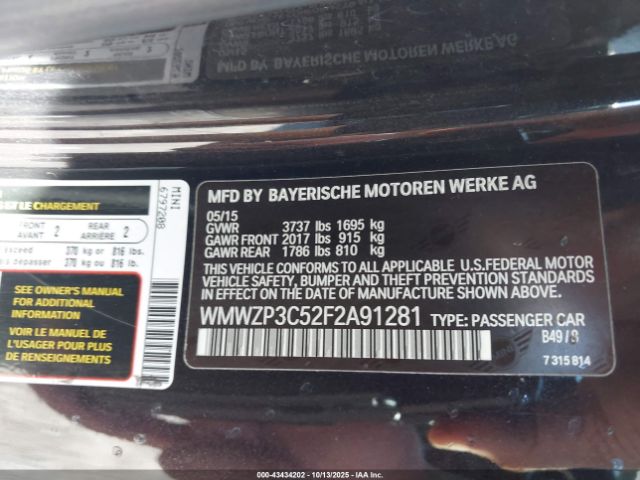 MFD BY BAYERISCHE MOTOREN WERKE AG
MINI
6797208
CHARGEMENT
FRONT
AVANT 2
REAR
ARRIÈRE 2
exceed 370 kg or 816 lbs.
depasser 370 kg ou 816 lb.
SEE OWNER'S MANUAL
FOR ADDITIONAL
INFORMATION
VOIR LE MANUEL
DE L'USAGER POUR
PLUS DE
RENSEIGNEMENTS
MFD BY BAYERISCHE MOTOREN WERKE AG
05/15
GVWR 3737 lbs 1695 kg
GAWR FRONT 2017 lbs 915 kg
GAWR REAR 1786 lbs 810 kg
THIS VEHICLE CONFORMS TO ALL APPLICABLE U.S.FEDERAL MOTOR
VEHICLE SAFETY, BUMPER AND THEFT PREVENTION STANDARDS
IN EFFECT ON THE DATE OF MANUFACTURE SHOWN ABOVE.
WMWZP3C52F2A91281 TYPE: PASSENGER CAR
B49/
7 315 814
000-43434202 | 10/13/2025 | IAA Inc.